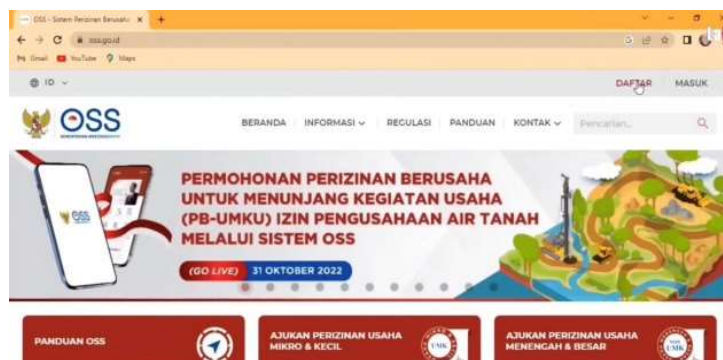 OSS - Sistem Perizinan Berusaha
oss.go.id
Gmail YouTube Maps
ID
DAFTAR MASUK
OSS
BERANDA INFORMASI REGULASI PANDUAN KONTAK Pencarian...
PERMOHONAN PERIZINAN BERUSAHA
UNTUK MENUNJANG KEGIATAN USAHA
(PB-UMKU) IZIN PENGUSAHAAN AIR TANAH
MELALUI SISTEM OSS
OSS
(GO LIVE) 31 OKTOBER 2022
PANDUAN OSS
AJUKAN PERIZINAN USAHA
MIKRO & KECIL
UMK
AJUKAN PERIZINAN USAHA
MENENGAH & BESAR
UMK